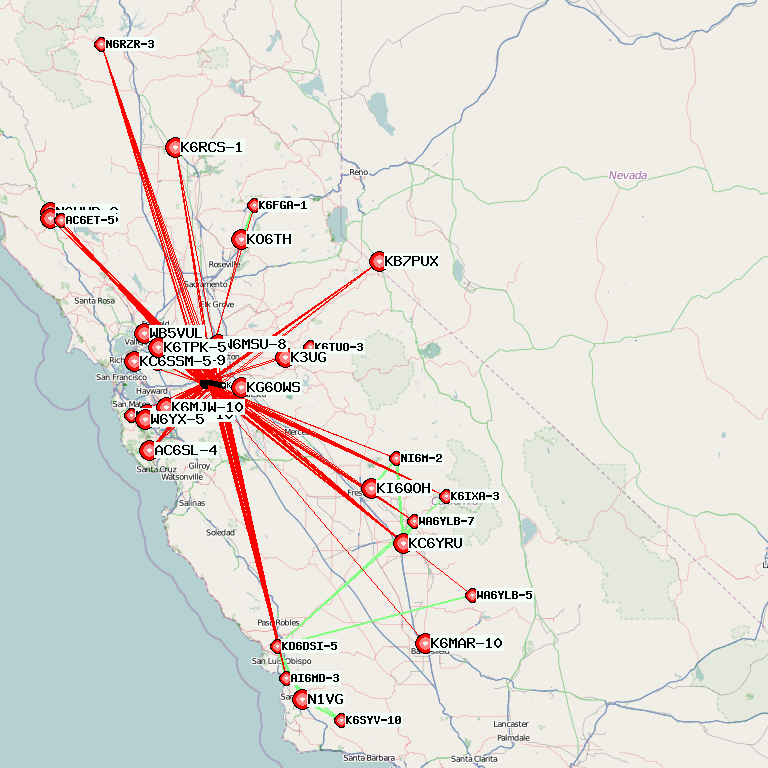 N6RZR-3
K6RCS-1
Reno
Nevada
K6FGA-1
AC6ET-5
KO6TH
Roseville
KB7PUX
Sacramento
Santa Rosa
Elk Grove
WB5VUL
N6MSU-8
K6TPK-5
K6TUO-3
KC6SSM-5
K3UG
San Francisco
KG6OWS
Hayward
K6MJW-10
San Mateo
W6YX-5
AC6SL-4
NI6M-2
Gilroy
Santa Cruz
Watsonville
KI6QOH
K6IXA-3
Salinas
WA6YLB-7
Soledad
KC6YRU
WA6YLB-5
Paso Robles
KD6DSI-5
K6MAR-10
San Luis Obispo
AI6MD-3
N1VG
K6SYV-10
Lancaster
Palmdale
Santa Barbara
Santa Clarita